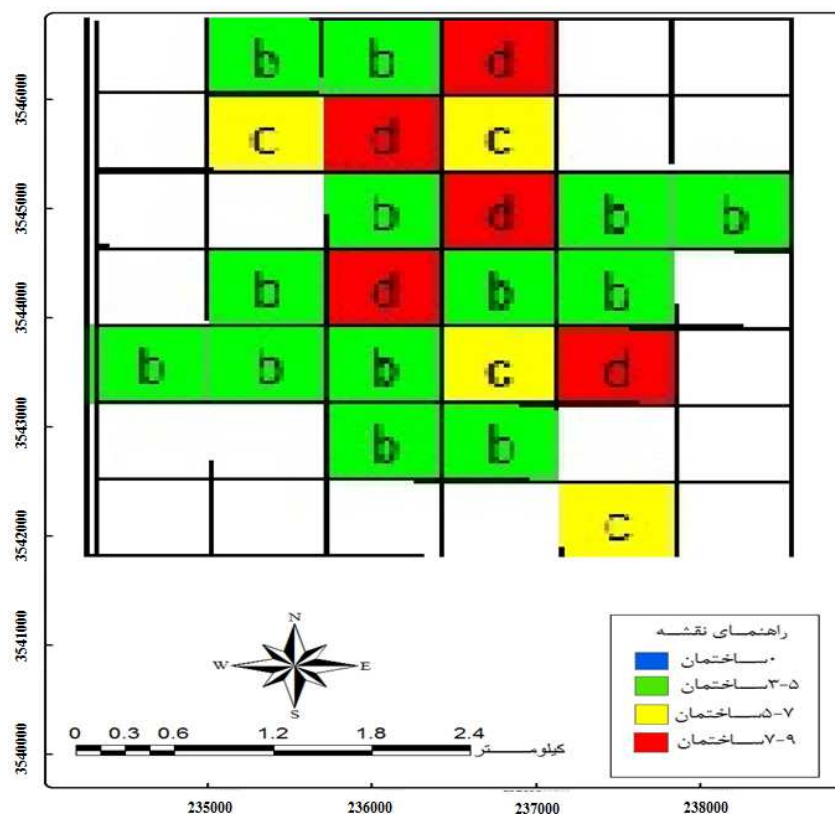 b b d
c d c
b d b b
b d b b
b b b c d
b b
c
3546000
3545000
3544000
3543000
3542000
3541000
3540000
N
W E
S
0 0.3 0.6 1.2 1.8 2.4
کیلومتر
راهنمای نقشه
۰ساختمان
۳-۵ساختمان
۵-۷ساختمان
۷-۹ساختمان
235000 236000 237000 238000